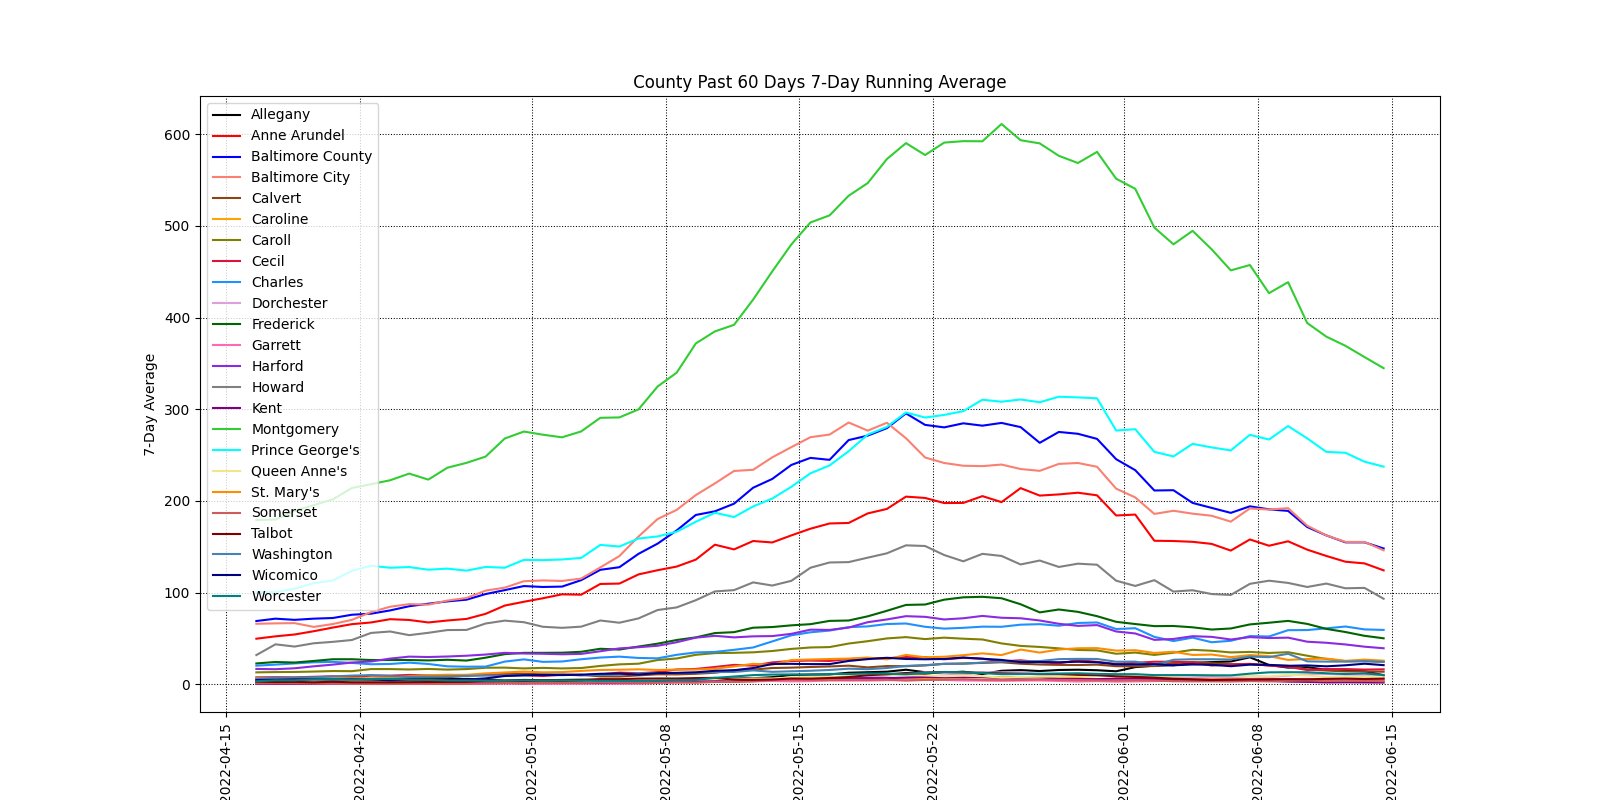 County Past 60 Days 7-Day Running Average
Allegany
Anne Arundel
Baltimore County
Baltimore City
Calvert
Caroline
Caroll
Cecil
Charles
Dorchester
Frederick
Garrett
Harford
Howard
Kent
Montgomery
Prince George's
Queen Anne's
St. Mary's
Somerset
Talbot
Washington
Wicomico
Worcester
7-Day Average
600
500
400
300
200
100
0
2022-04-15
2022-04-22
2022-05-01
2022-05-08
2022-05-15
2022-05-22
2022-06-01
2022-06-08
2022-06-15